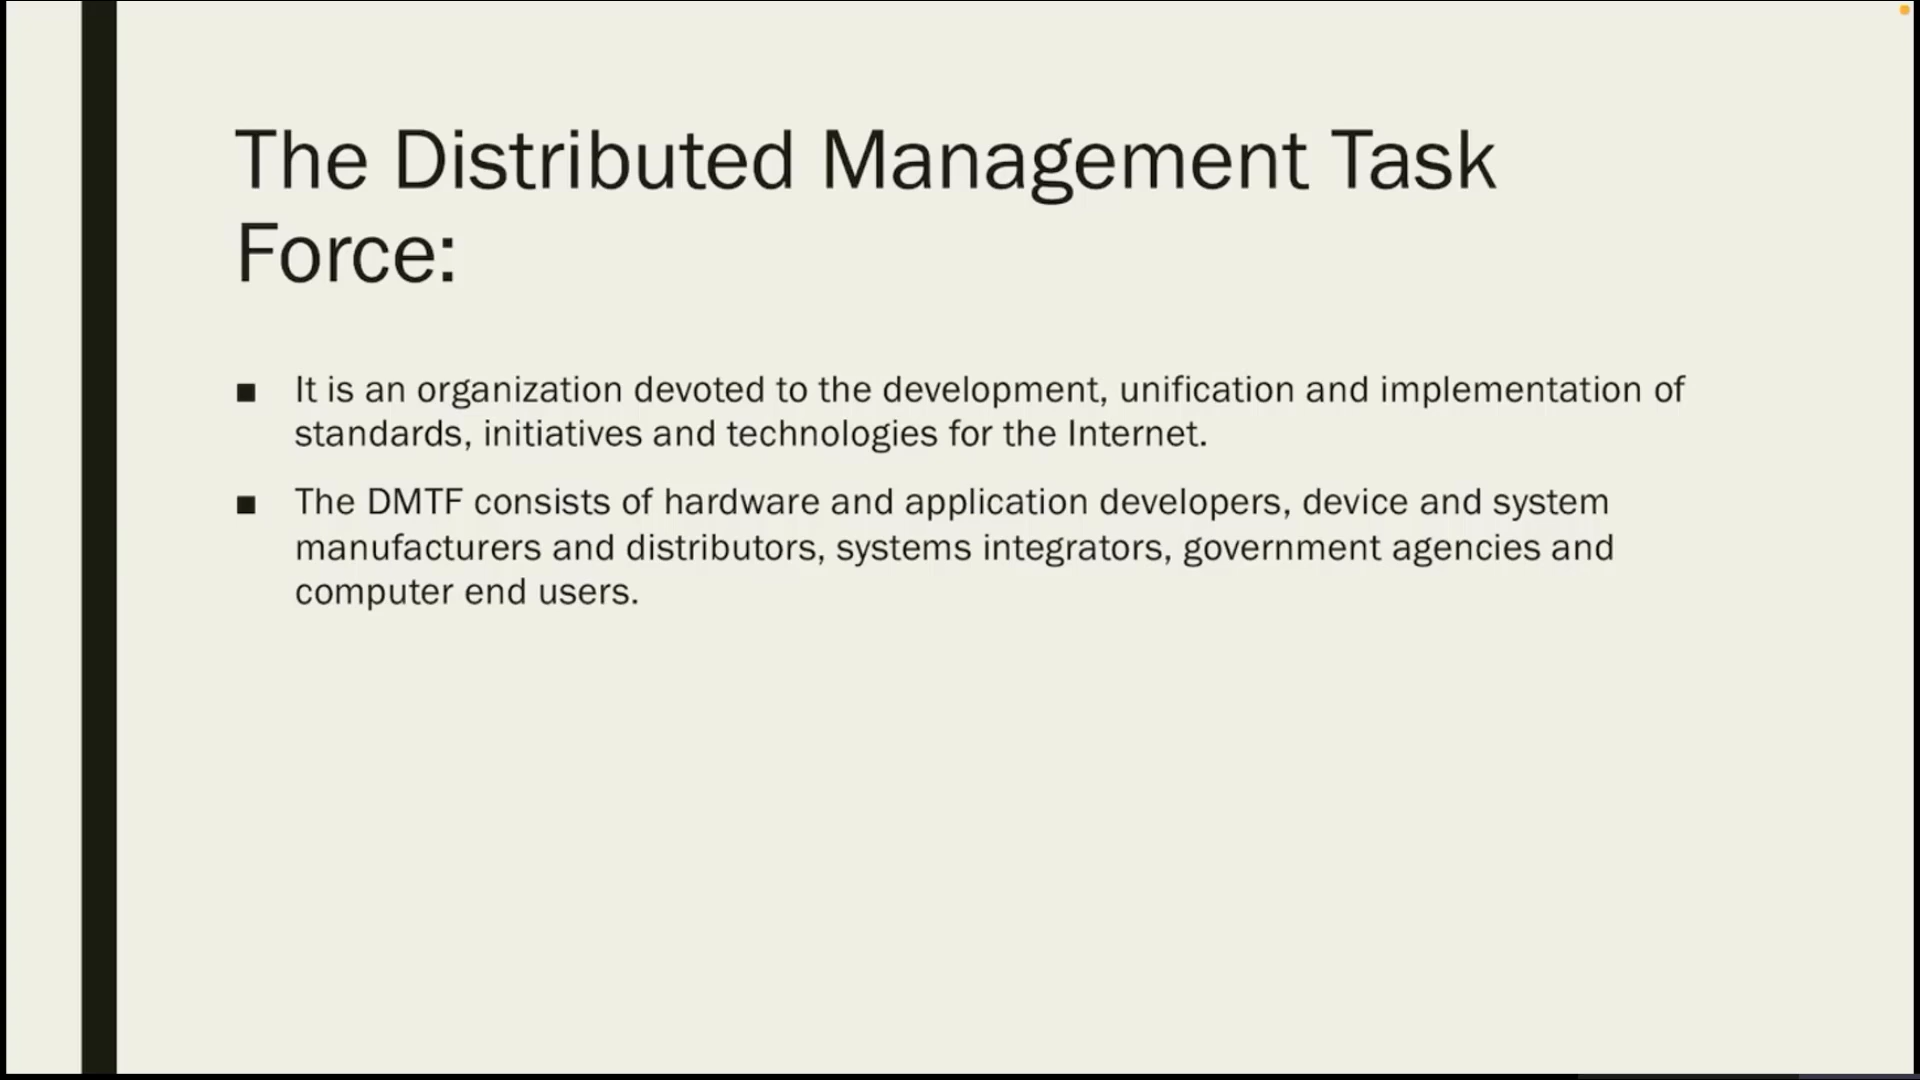 The Distributed Management Task
Force:
■ It is an organization devoted to the development, unification and implementation of
standards, initiatives and technologies for the Internet.
■ The DMTF consists of hardware and application developers, device and system
manufacturers and distributors, systems integrators, government agencies and
computer end users.